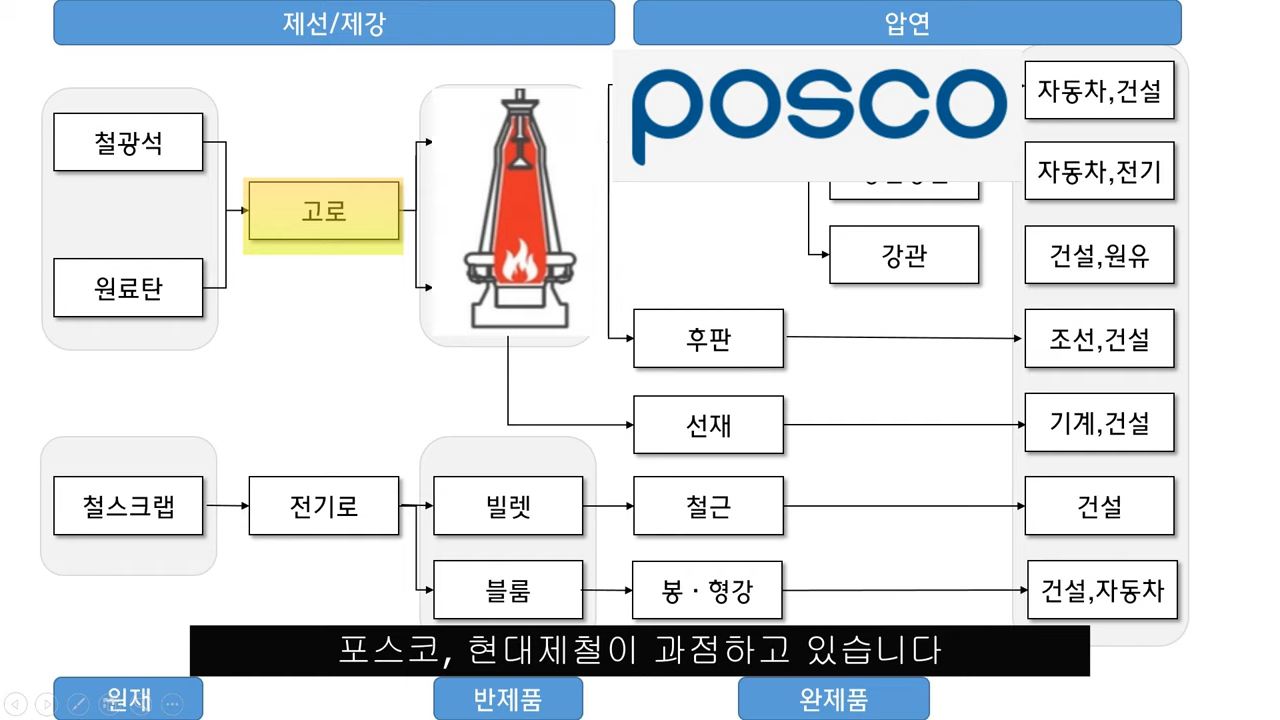 제선/제강
압연
posco
자동차,건설
철광석
고로
자동차,전기
원료탄
강관
건설,원유
후판
조선,건설
선재
기계,건설
철스크랩
전기로
빌렛
철근
건설
블룸
봉 · 형강
건설,자동차
포스코, 현대제철이 과점하고 있습니다
원재
반제품
완제품